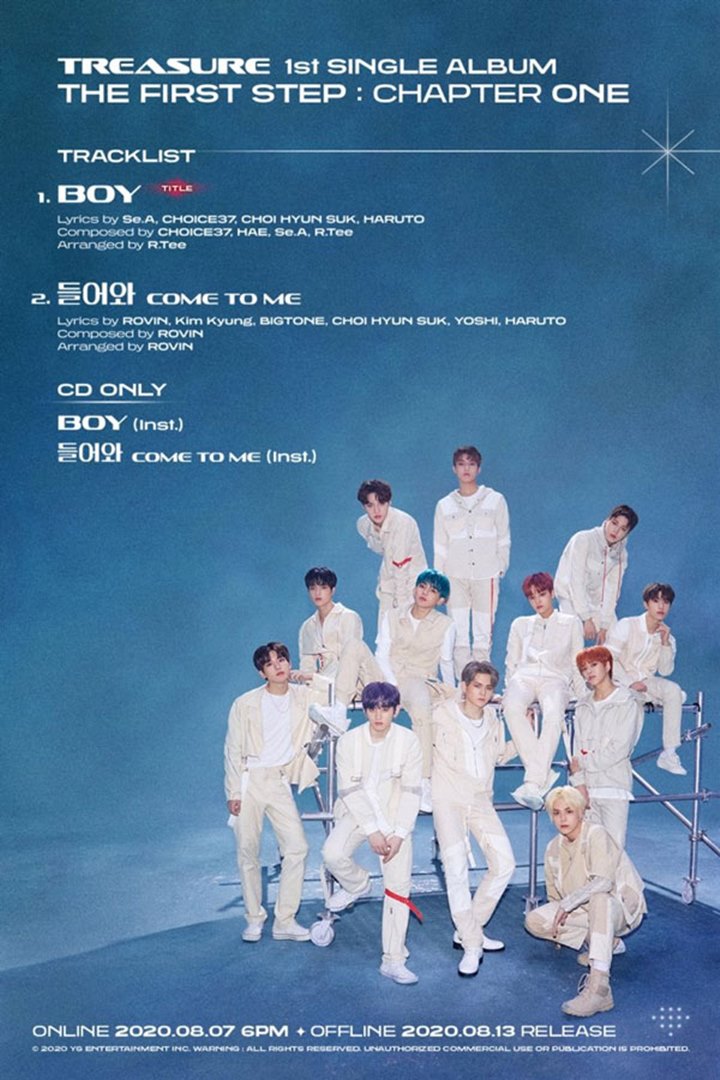 TREASURE 1st SINGLE ALBUM
THE FIRST STEP : CHAPTER ONE
TRACKLIST
1. BOY TITLE
Lyrics by Se.A, CHOICE37, CHOI HYUN SUK, HARUTO
Composed by CHOICE37, HAE, Se.A, R.Tee
Arranged by R.Tee
2. 들어와 COME TO ME
Lyrics by ROVIN, Kim Kyung, BIGTONE, CHOI HYUN SUK, YOSHI, HARUTO
Composed by ROVIN
Arranged by ROVIN
CD ONLY
BOY (Inst.)
들어와 COME TO ME (Inst.)
ONLINE 2020.08.07 6PM + OFFLINE 2020.08.13 RELEASE
© 2020 YG ENTERTAINMENT INC. WARNING : ALL RIGHTS RESERVED. UNAUTHORIZED COMMERCIAL USE OR PUBLICATION IS PROHIBITED.